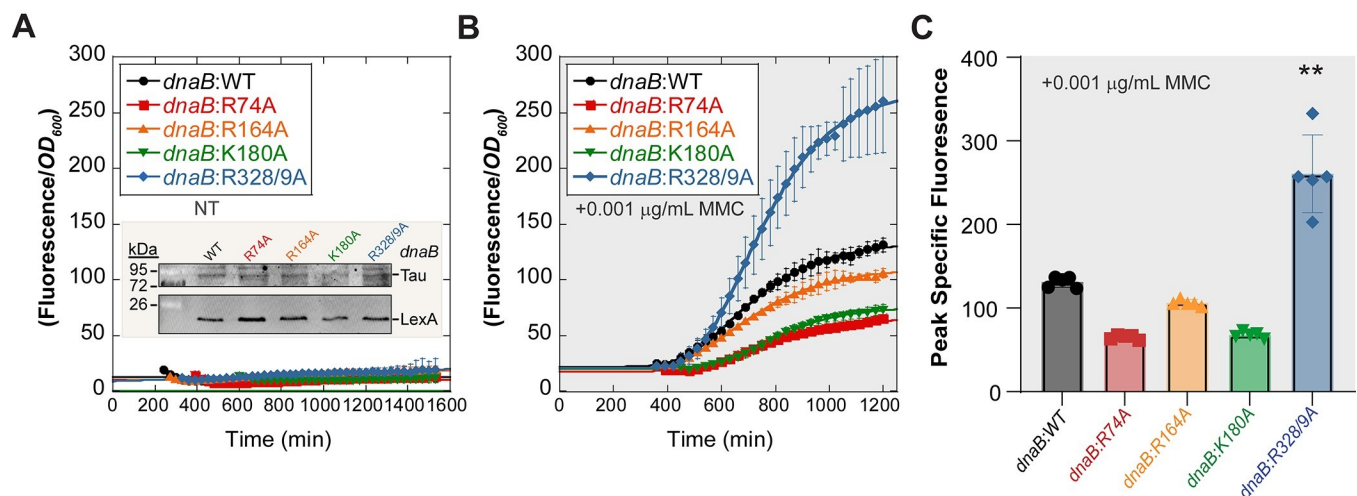 A
(Fluorescence/OD600)
300
250
200
150
100
50
0
dnaB:WT
dnaB:R74A
dnaB:R164A
dnaB:K180A
dnaB:R328/9A
NT
kDa
WT
R74A
R164A
K180A
R328/9A
dnaB
95
72
Tau
26
LexA
0 200 400 600 800 1000 1200 1400 1600
Time (min)
B
(Fluorescence/OD600)
300
250
200
150
100
50
0
dnaB:WT
dnaB:R74A
dnaB:R164A
dnaB:K180A
dnaB:R328/9A
+0.001 μg/mL MMC
0 200 400 600 800 1000 1200
Time (min)
C
Peak Specific Fluoresence
400
300
200
100
0
+0.001 μg/mL MMC
**
dnaB:WT
dnaB:R74A
dnaB:R164A
dnaB:K180A
dnaB:R328/9A